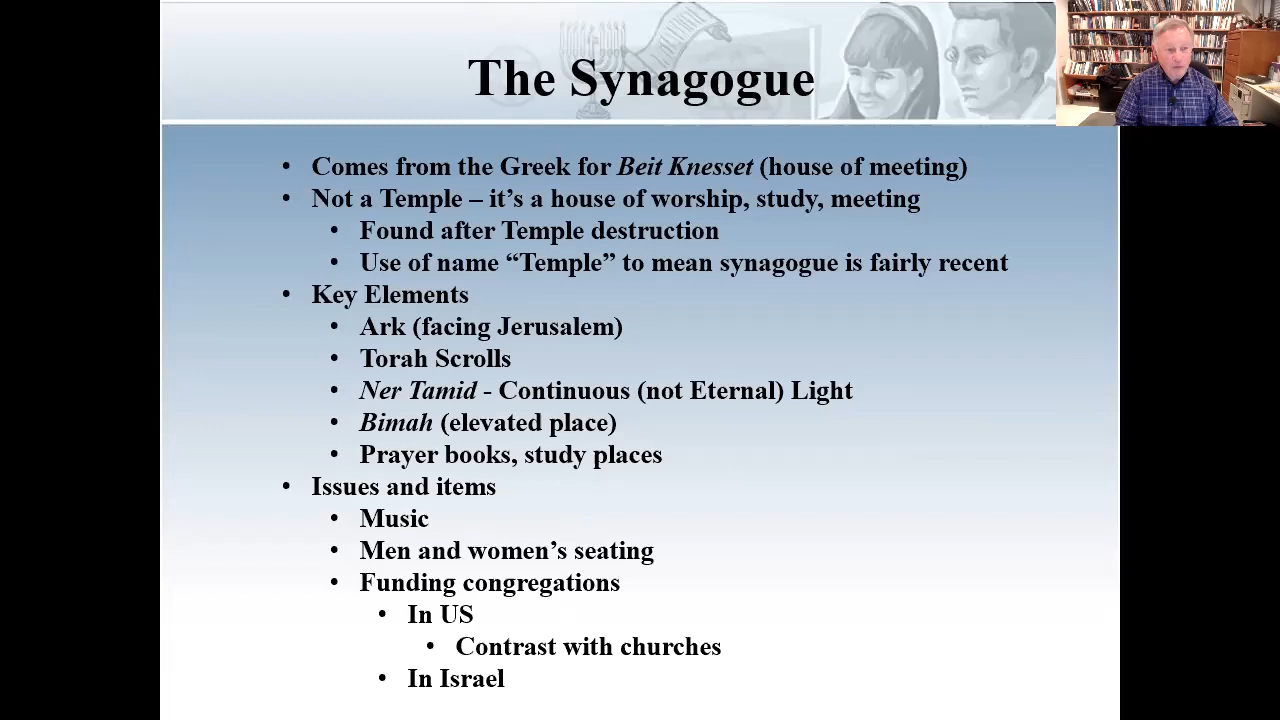 The Synagogue
• Comes from the Greek for Beit Knesset (house of meeting)
• Not a Temple – it’s a house of worship, study, meeting
• Found after Temple destruction
• Use of name “Temple” to mean synagogue is fairly recent
• Key Elements
• Ark (facing Jerusalem)
• Torah Scrolls
• Ner Tamid - Continuous (not Eternal) Light
• Bimah (elevated place)
• Prayer books, study places
• Issues and items
• Music
• Men and women’s seating
• Funding congregations
• In US
• Contrast with churches
• In Israel